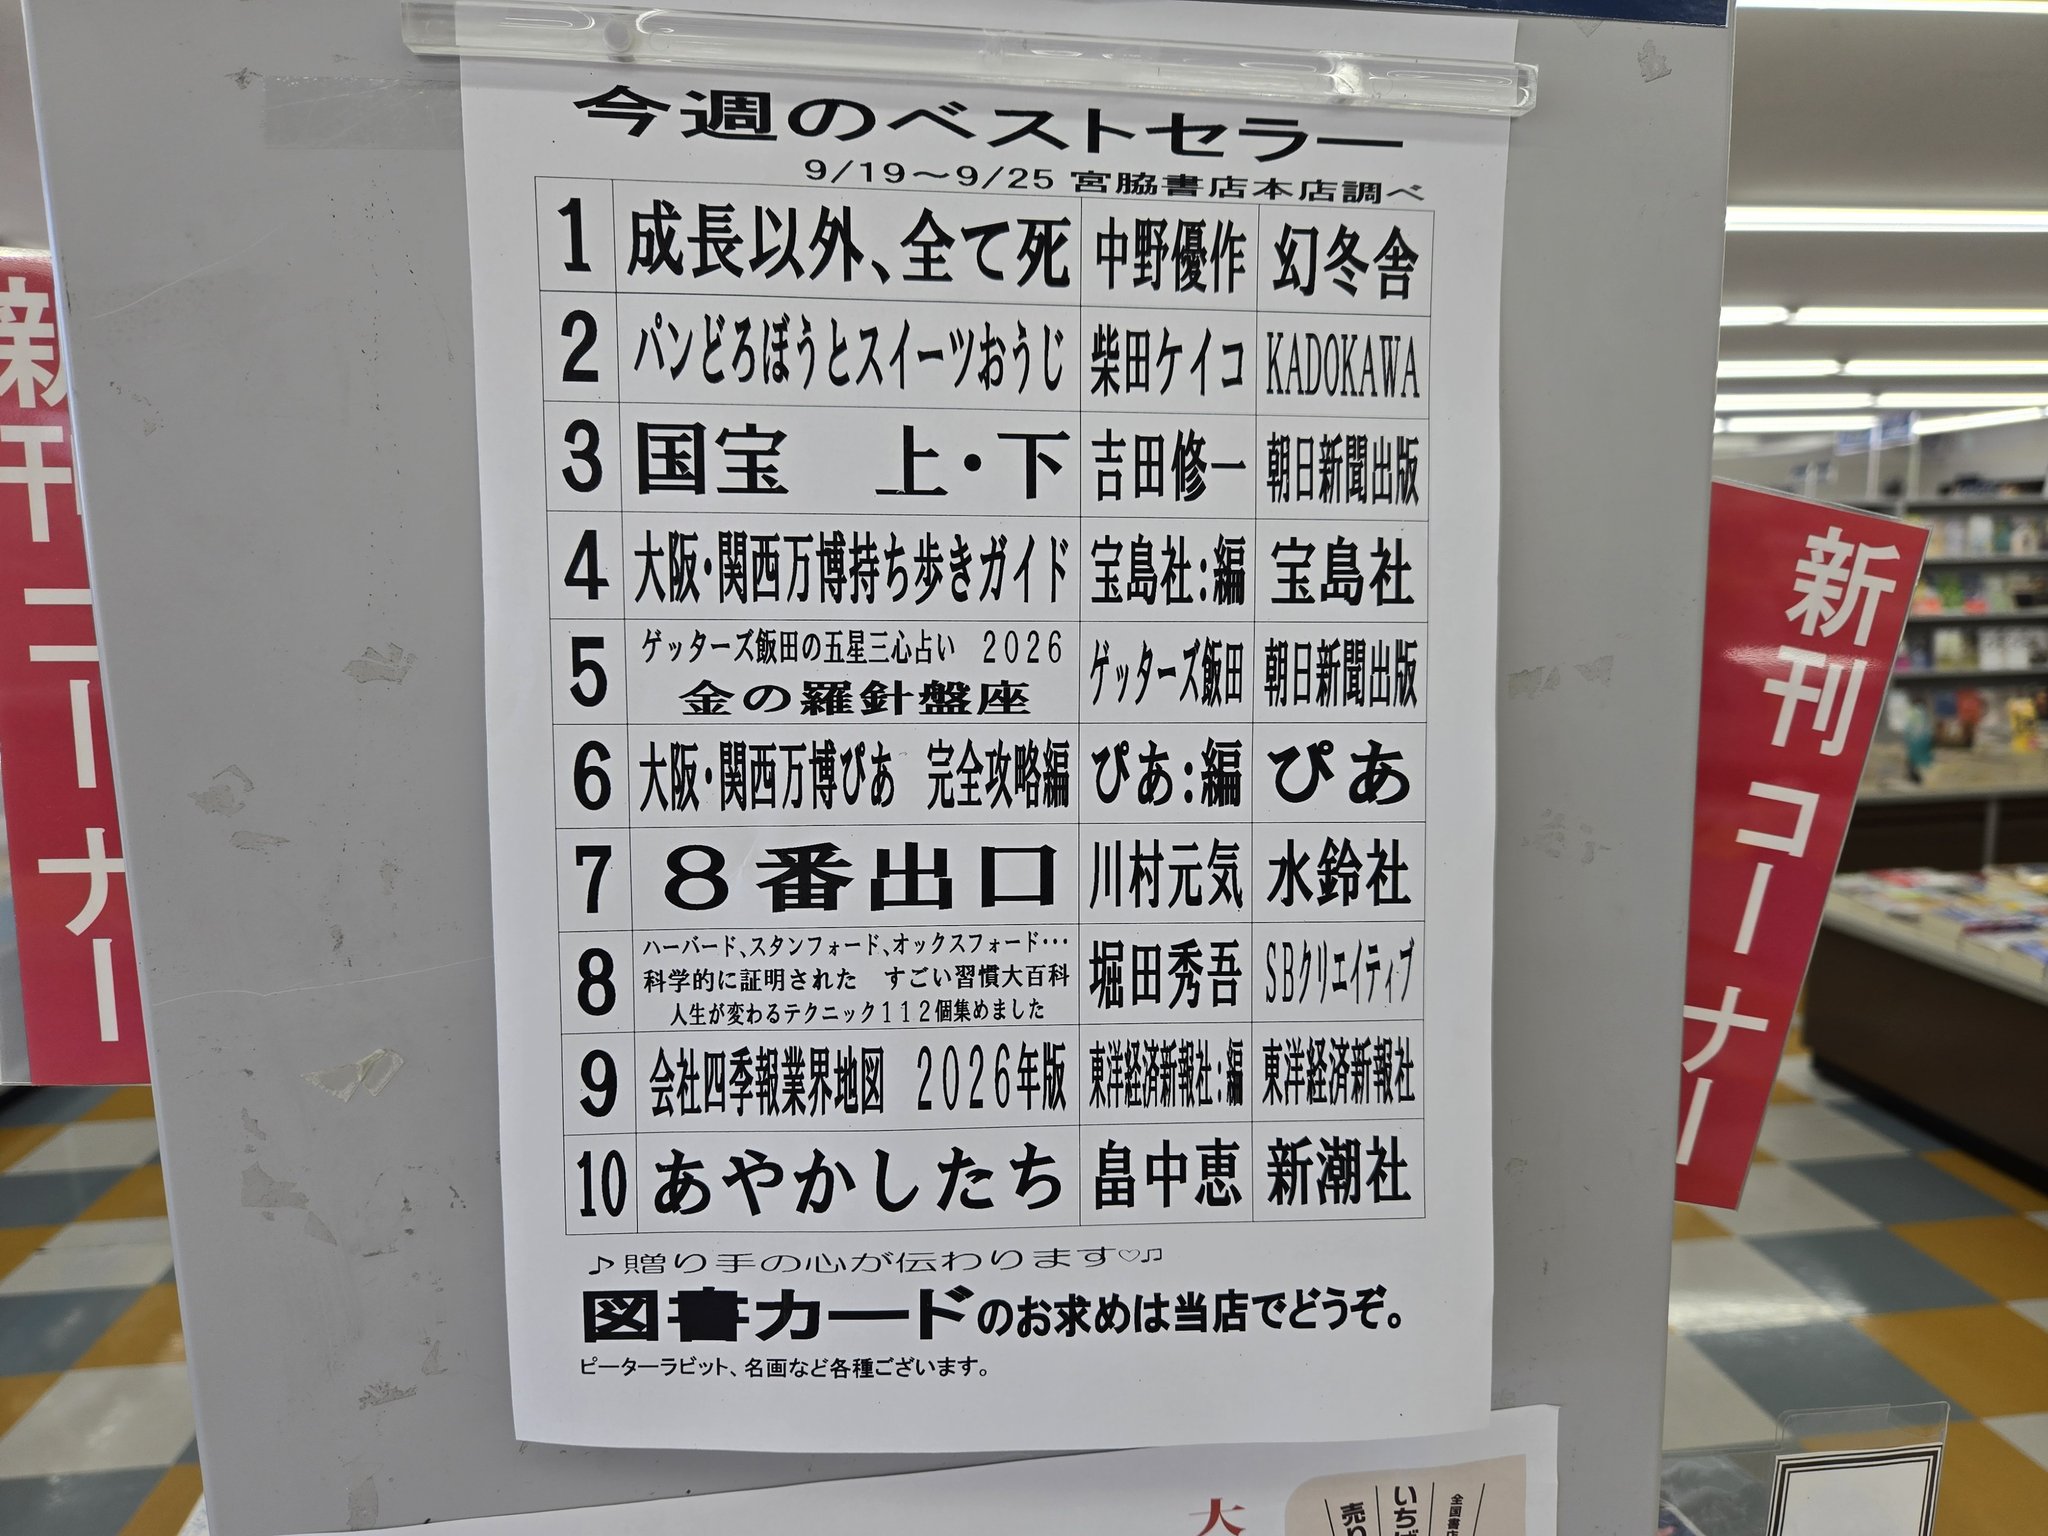 今週のベストセラー
9/19～9/25 宮脇書店本店調べ
1 成長以外、全て死 中野優作 幻冬舎
2 パンどろぼうとスイーツおうじ 柴田ケイコ KADOKAWA
3 国宝　上・下 吉田修一 朝日新聞出版
4 大阪・関西万博持ち歩きガイド 宝島社：編 宝島社
5 ゲッターズ飯田の五星三心占い　2026
金の羅針盤座 ゲッターズ飯田 朝日新聞出版
6 大阪・関西万博ぴあ　完全攻略編 ぴあ：編 ぴあ
7 8番出口 川村元気 水鈴社
8 ハーバード、スタンフォード、オックスフォード…
科学的に証明された　すごい習慣大百科
人生が変わるテクニック112個集めました 堀田秀吾 SBクリエイティブ
9 会社四季報業界地図　2026年版 東洋経済新報社：編 東洋経済新報社
10 あやかしたち 畠中恵 新潮社
♪贈り手の心が伝わります♡♫
図書カードのお求めは当店でどうぞ。
ピーターラビット、名画など各種ございます。
新刊コーナー
新刊コーナー
大
売り
いちば
全国書店